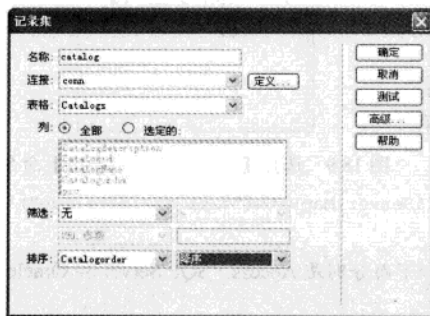 记录集
名称: catalog
确定
连接: conn
定义...
取消
表格: Catalogs
测试
列: 全部 选定的:
高级...
CatalogDescription
帮助
CatalogName
Catalogorder
筛选: 无
排序: Catalogorder 降序